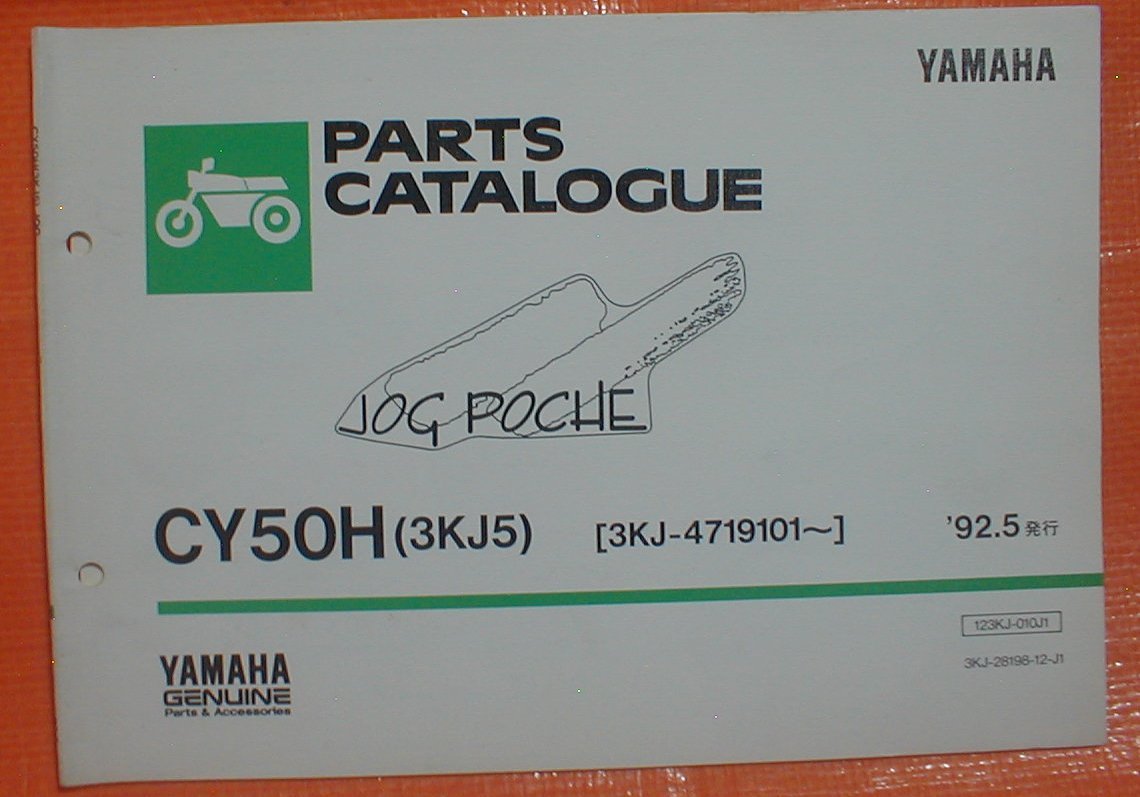 YAMAHA
PARTS
CATALOGUE
JOG POCHE
CY50H (3KJ5) [3KJ-4719101~] '92.5 発行
123KJ-010J1
3KJ-28198-12-J1
YAMAHA
GENUINE
Parts & Accessories